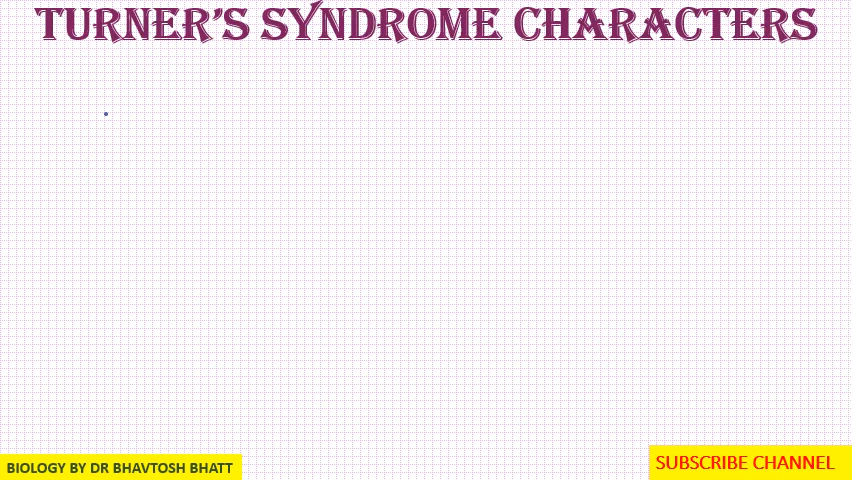 TURNER'S SYNDROME CHARACTERS
BIOLOGY BY DR BHAVTOSH BHATT
SUBSCRIBE CHANNEL